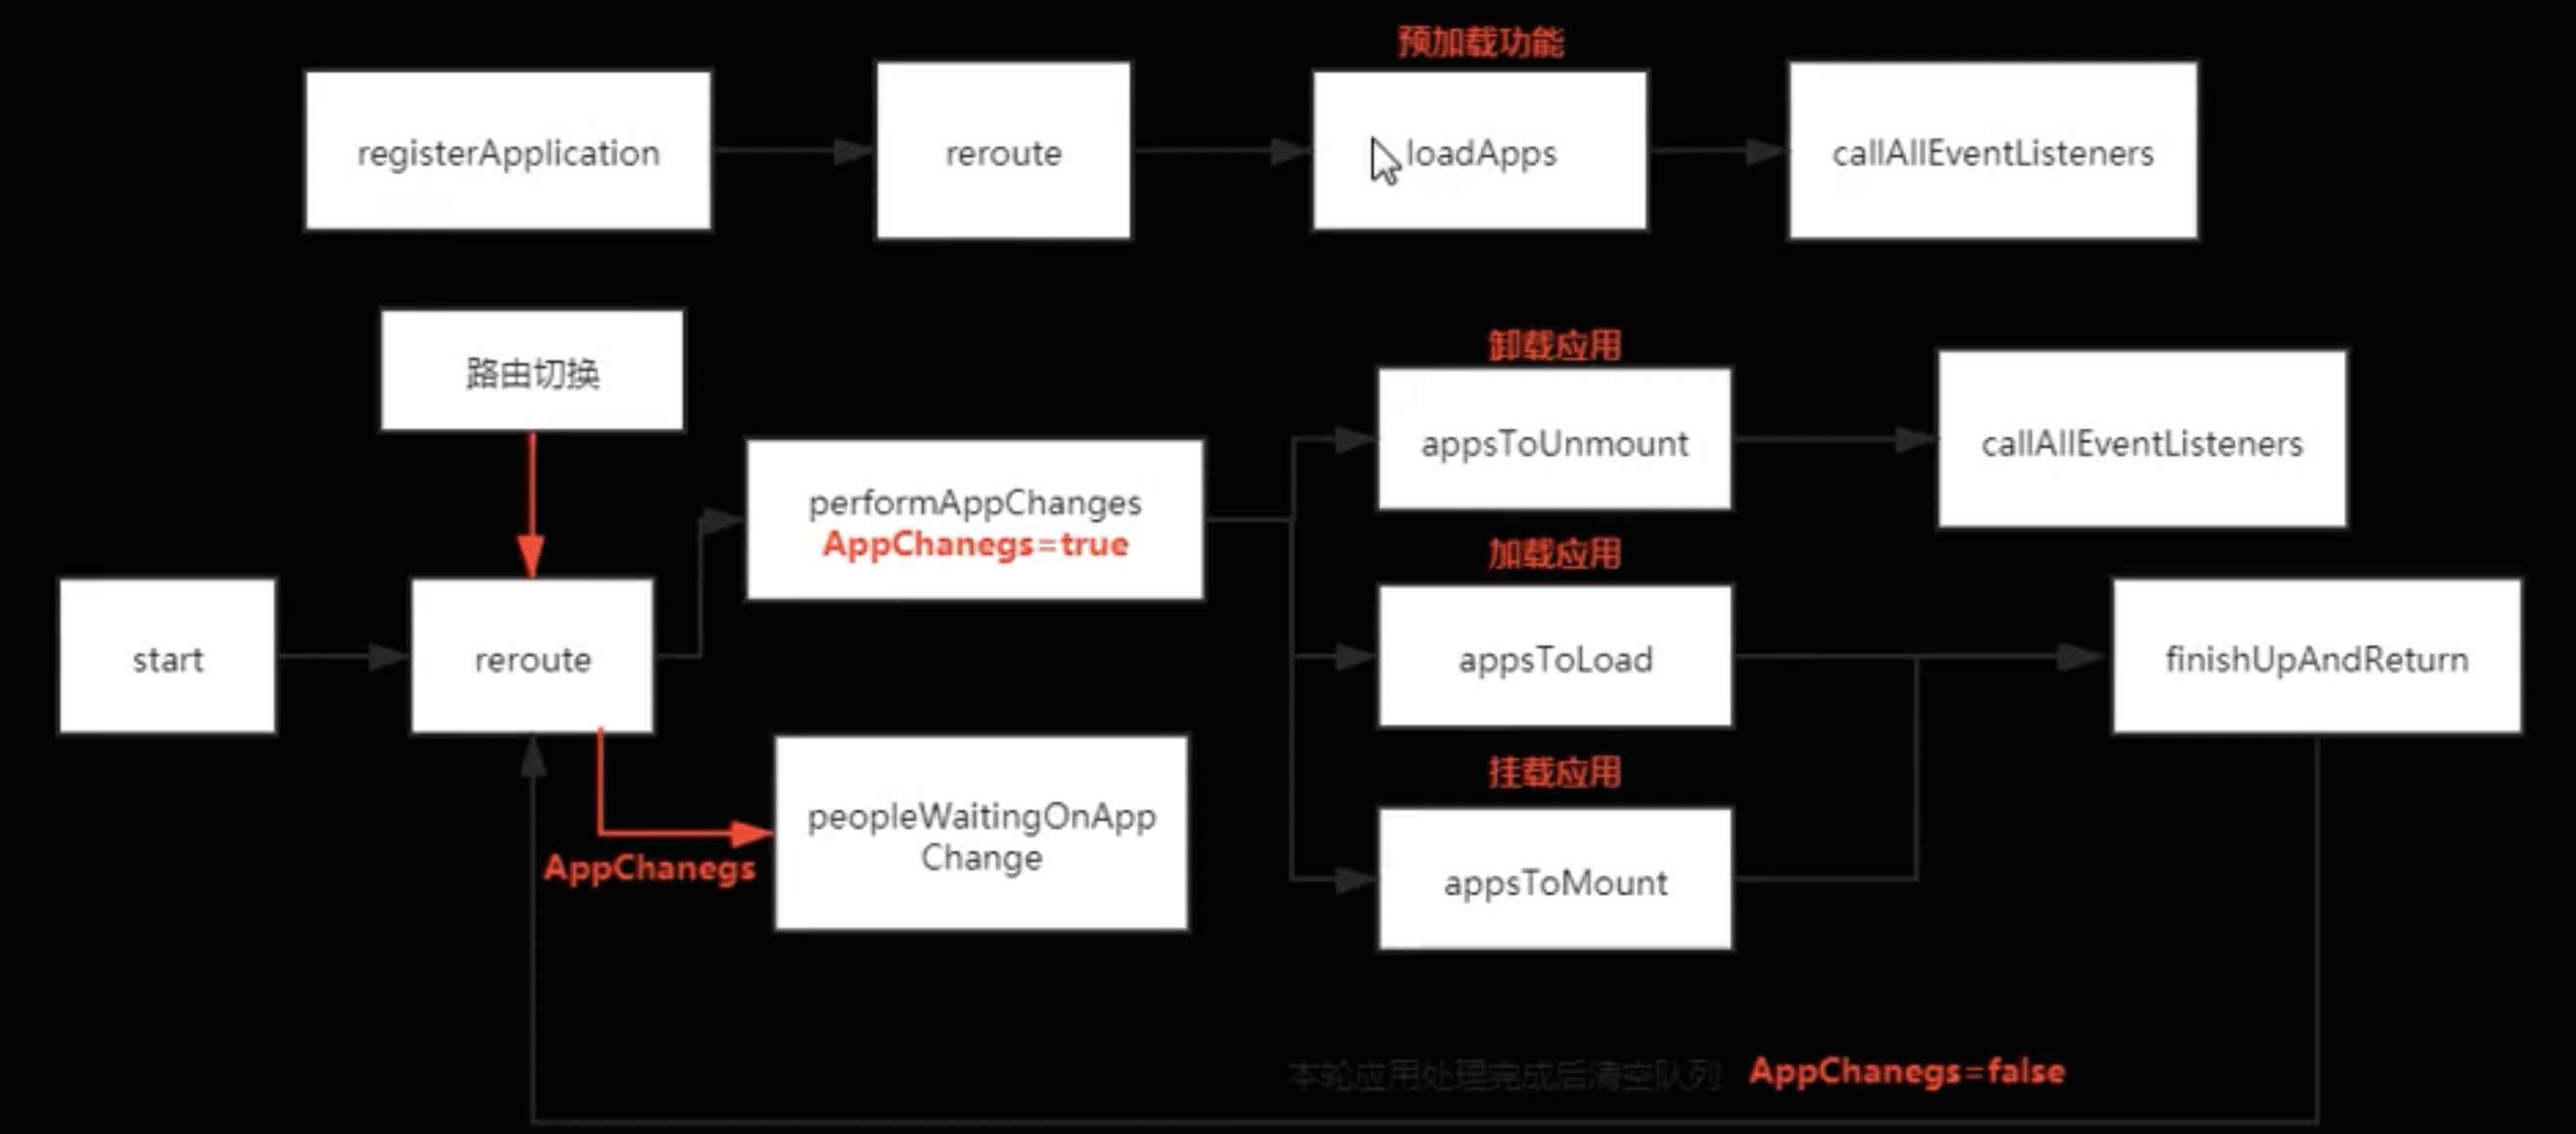 预加载功能
registerApplication
reroute
loadApps
callAllEventListeners
路由切换
卸载应用
appsToUnmount
callAllEventListeners
performAppChanges
AppChanegs=true
加载应用
start
reroute
appsToLoad
finishUpAndReturn
挂载应用
peopleWaitingOnApp
Change
AppChanegs
appsToMount
本轮应用处理完成后清空队列
AppChanegs=false